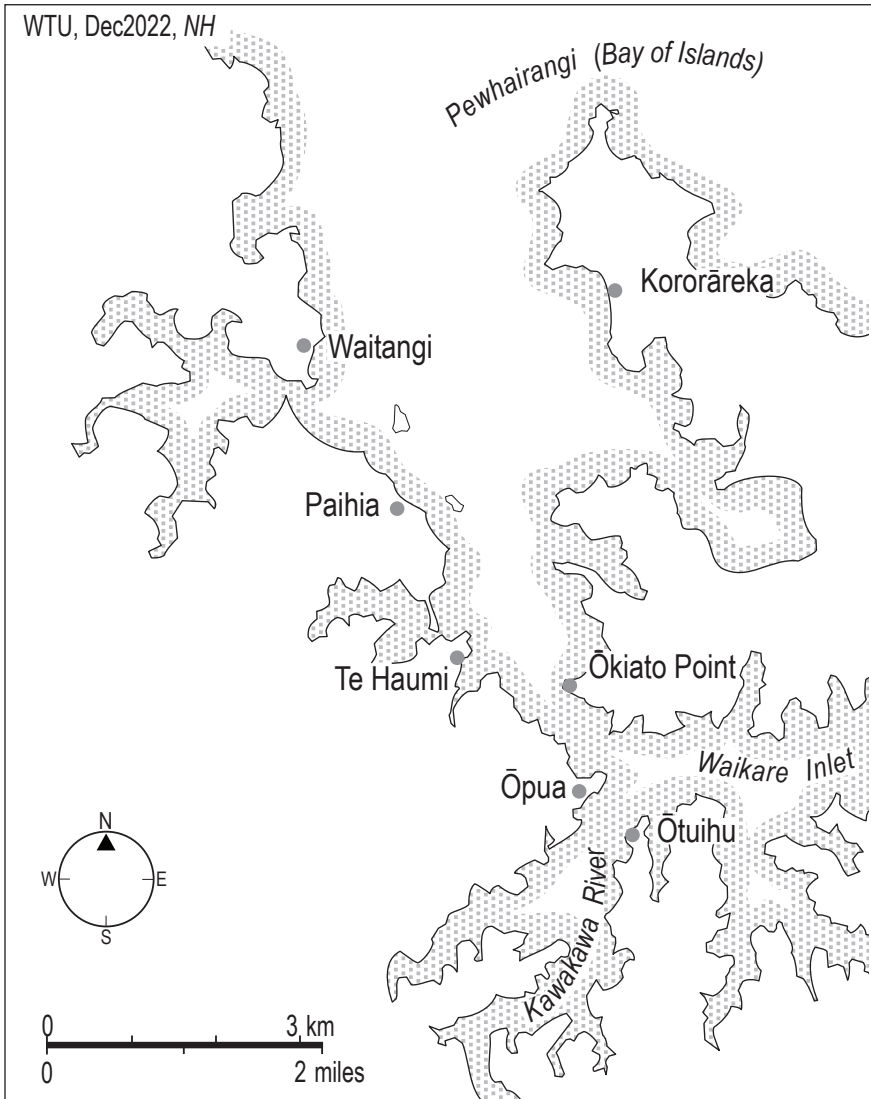 WTU, Dec2022, NH
Pewhairangi (Bay of Islands)
Kororāreka
Waitangi
Paihia
Te Haumi
Ōkiato Point
Waikare Inlet
Ōpua
Ōtuihu
Kawakawa River
N
W
E
S
0
3 km
0
2 miles